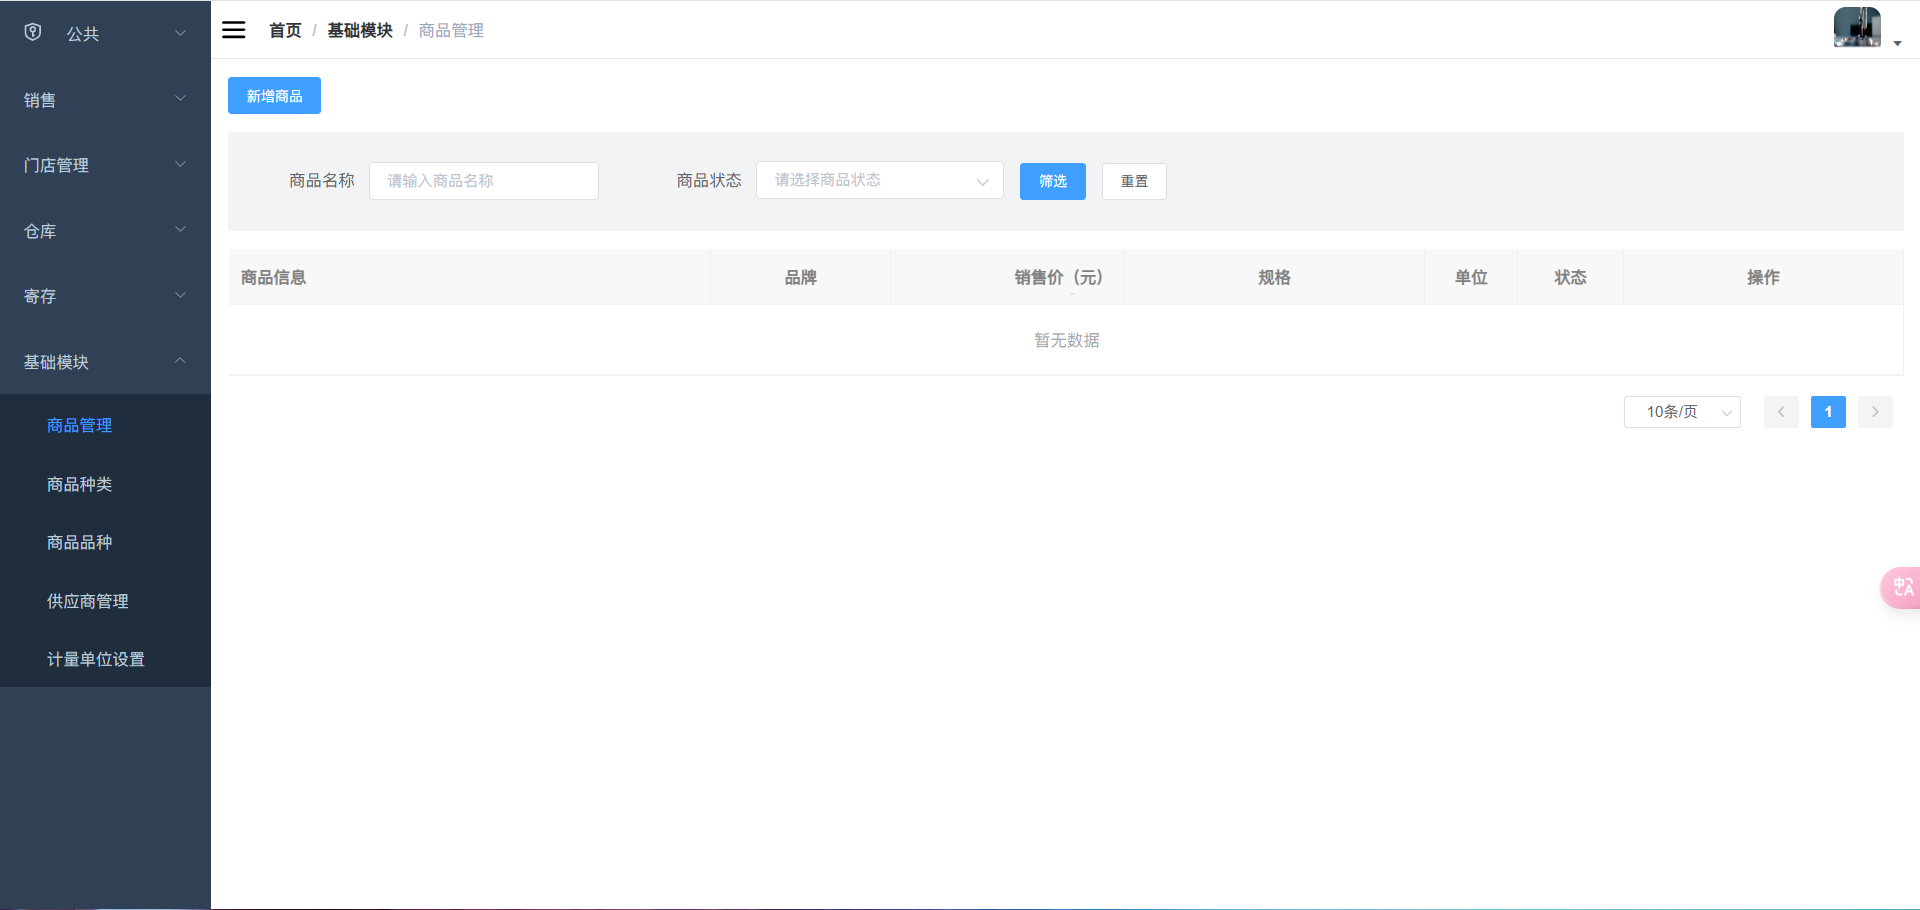 公共
销售
门店管理
仓库
寄存
基础模块
商品管理
商品种类
商品品种
供应商管理
计量单位设置
首页 / 基础模块 / 商品管理
新增商品
商品名称 请输入商品名称 商品状态 请选择商品状态 筛选 重置
商品信息 品牌 销售价（元） 规格 单位 状态 操作
暂无数据
10条/页 1
中A